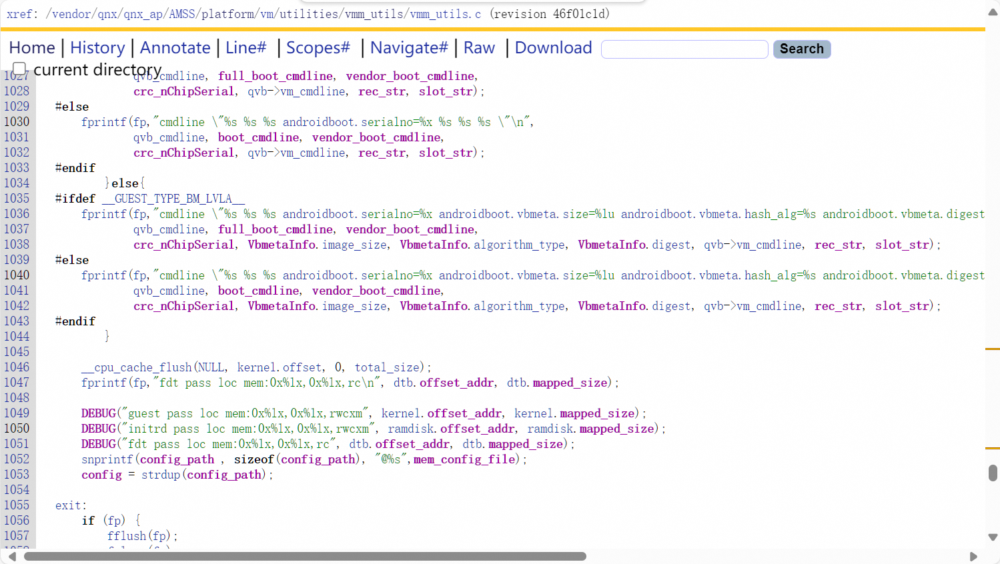 xref: /vendor/qnx/qnx_ap/AMSS/platform/vm/utilities/vmm_utils/vmm_utils.c (revision 46f01c1d)
Home | History | Annotate | Line# | Scopes# | Navigate# | Raw | Download Search
current directory
1027 qvb_cmdline, full_boot_cmdline, vendor_boot_cmdline,
1028 crc_nChipSerial, qvb->vm_cmdline, rec_str, slot_str);
1029 #else
1030 fprintf(fp,"cmdline \"%s %s %s androidboot.serialno=%x %s %s %s \"\n",
1031 qvb_cmdline, boot_cmdline, vendor_boot_cmdline,
1032 crc_nChipSerial, qvb->vm_cmdline, rec_str, slot_str);
1033 #endif
1034 }else{
1035 #ifdef __GUEST_TYPE_BM_LVLA__
1036 fprintf(fp,"cmdline \"%s %s %s androidboot.serialno=%x androidboot.vbmeta.size=%lu androidboot.vbmeta.hash_alg=%s androidboot.vbmeta.digest
1037 qvb_cmdline, full_boot_cmdline, vendor_boot_cmdline,
1038 crc_nChipSerial, VbmetaInfo.image_size, VbmetaInfo.algorithm_type, VbmetaInfo.digest, qvb->vm_cmdline, rec_str, slot_str);
1039 #else
1040 fprintf(fp,"cmdline \"%s %s %s androidboot.serialno=%x androidboot.vbmeta.size=%lu androidboot.vbmeta.hash_alg=%s androidboot.vbmeta.digest
1041 qvb_cmdline, boot_cmdline, vendor_boot_cmdline,
1042 crc_nChipSerial, VbmetaInfo.image_size, VbmetaInfo.algorithm_type, VbmetaInfo.digest, qvb->vm_cmdline, rec_str, slot_str);
1043 #endif
1044 }
1045
1046 __cpu_cache_flush(NULL, kernel.offset, 0, total_size);
1047 fprintf(fp,"fdt pass loc mem:0x%lx,0x%lx,rc\n", dtb.offset_addr, dtb.mapped_size);
1048
1049 DEBUG("guest pass loc mem:0x%lx,0x%lx,rwcxm", kernel.offset_addr, kernel.mapped_size);
1050 DEBUG("initrd pass loc mem:0x%lx,0x%lx,rwcxm", ramdisk.offset_addr, ramdisk.mapped_size);
1051 DEBUG("fdt pass loc mem:0x%lx,0x%lx,rc", dtb.offset_addr, dtb.mapped_size);
1052 snprintf(config_path , sizeof(config_path), "@%s",mem_config_file);
1053 config = strdup(config_path);
1054
1055 exit:
1056 if (fp) {
1057 fflush(fp);